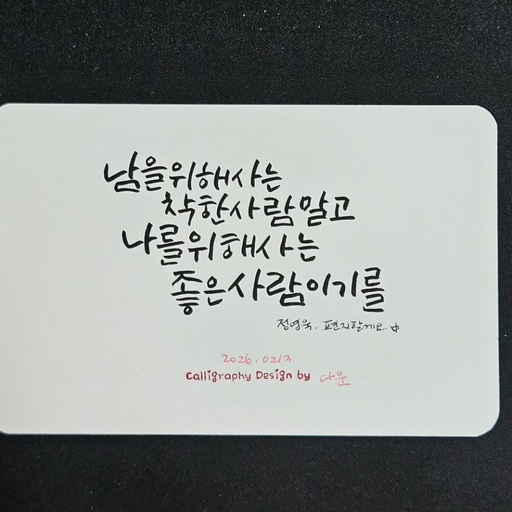 남을위해사는
착한사람말고
나를위해사는
좋은사람이기를
정영욱, 편지할게요
2026.0213
Calligraphy Design by 다운